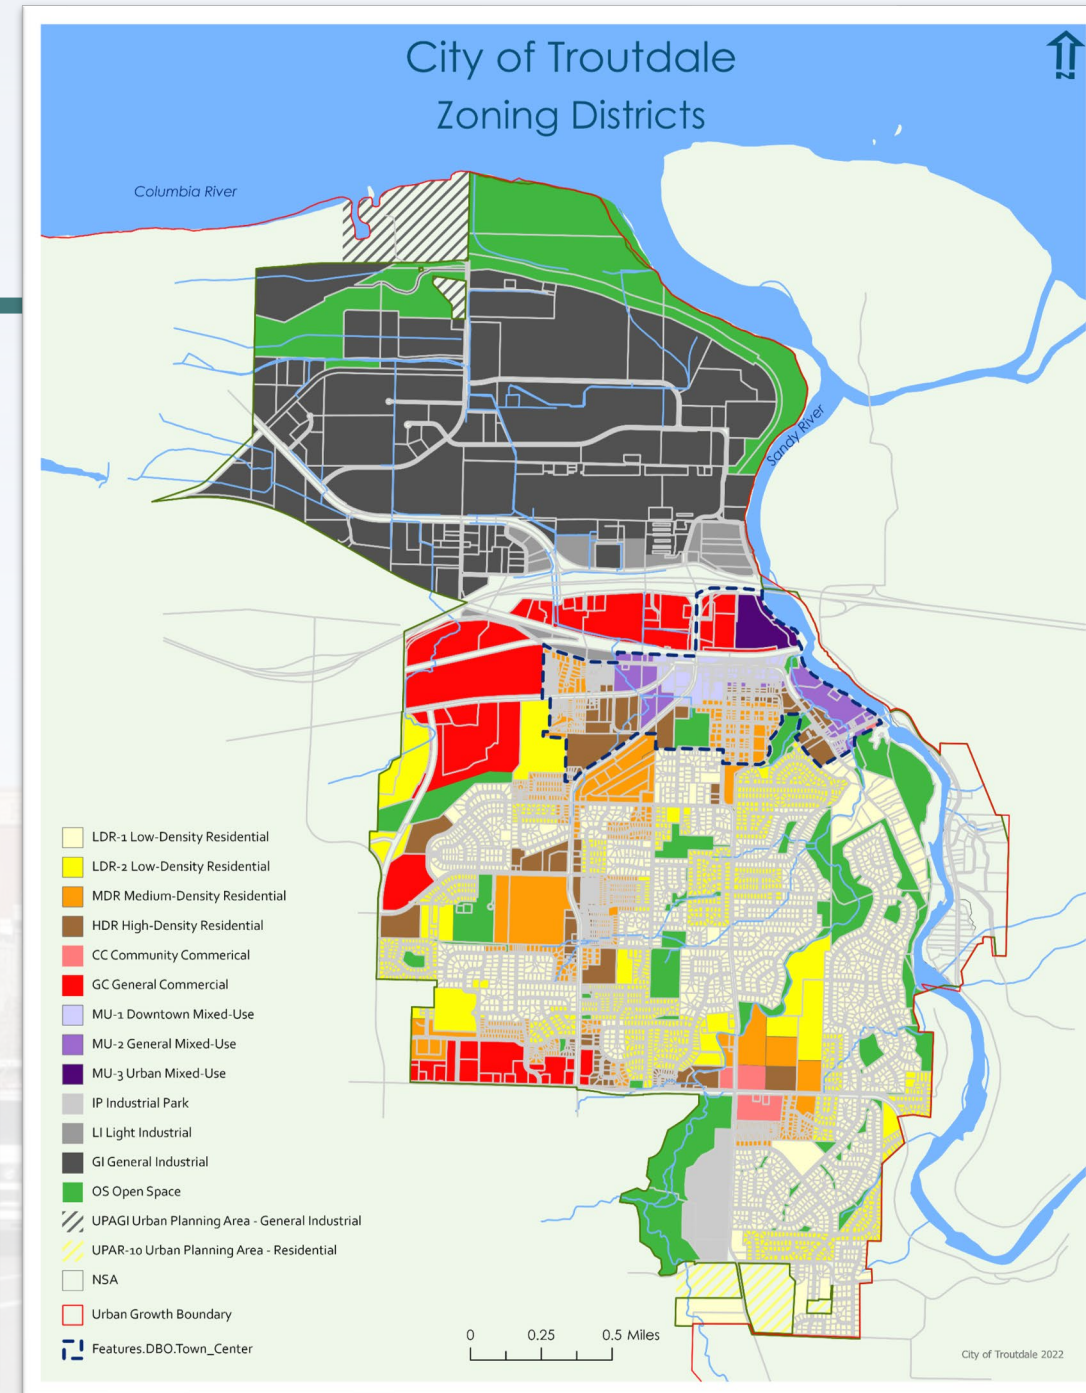 City of Troutdale
Zoning Districts
N
Columbia River
Sandy River
LDR-1 Low-Density Residential
LDR-2 Low-Density Residential
MDR Medium-Density Residential
HDR High-Density Residential
CC Community Commerical
GC General Commercial
MU-1 Downtown Mixed-Use
MU-2 General Mixed-Use
MU-3 Urban Mixed-Use
IP Industrial Park
LI Light Industrial
GI General Industrial
OS Open Space
UPAGI Urban Planning Area - General Industrial
UPAR-10 Urban Planning Area - Residential
NSA
Urban Growth Boundary
Features.DBO.Town_Center
0 0.25 0.5 Miles
City of Troutdale 2022